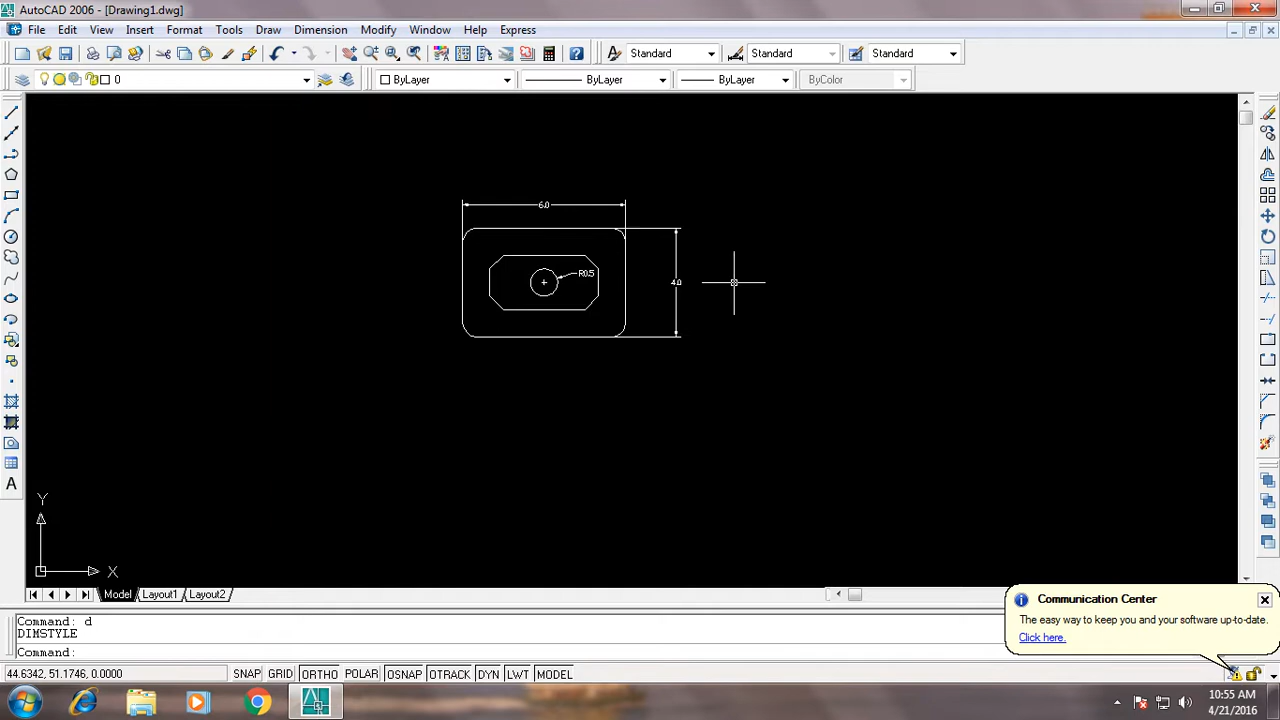 AutoCAD 2006 - [Drawing1.dwg]
File Edit View Insert Format Tools Draw Dimension Modify Window Help Express
Standard Standard Standard
0 ByLayer ByLayer ByLayer ByColor
6.0
R0.5
4.0
Y
X
Model Layout1 Layout2
Communication Center
The easy way to keep you and your software up-to-date.
Click here.
Command: d
DIMSTYLE
Command:
44.6342, 51.1746, 0.0000 SNAP GRID ORTHO POLAR OSNAP OTRACK DYN LWT MODEL
10:55 AM
4/21/2016